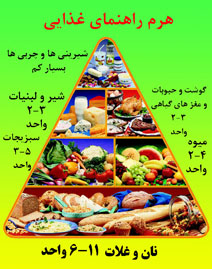 هرم راهنمای غذایی
شیرینی ها و چربی ها
بسیار کم
گوشت و حبوبات
و مغز های گیاهی
۲-۳
واحد
شیر و لبنیات
۲-۳
واحد
میوه
۲-۴
واحد
سبزیجات
۳-۵
واحد
نان و غلات ۱۱-۶ واحد